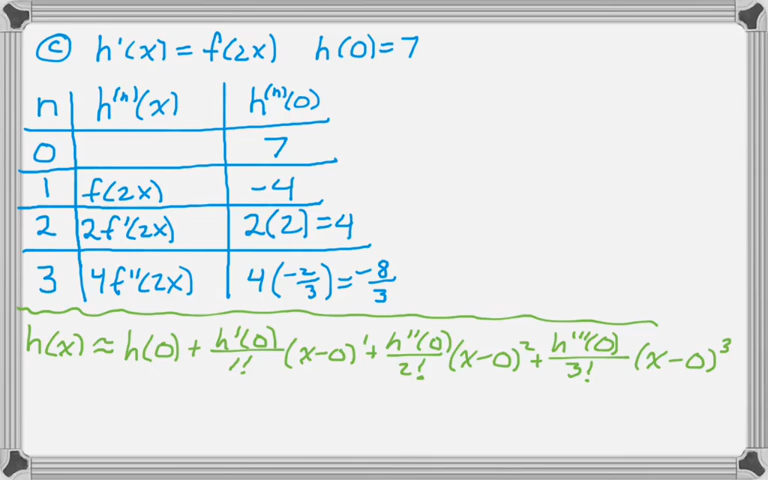 ⓒ h'(x) = f(2x) h(0) = 7
n h⁽ⁿ⁾(x) h⁽ⁿ⁾(0)
0 7
1 f(2x) -4
2 2f'(2x) 2(2) = 4
3 4f''(2x) 4(-2/3) = -8/3
h(x) ≈ h(0) + h'(0)/1! (x-0)¹ + h''(0)/2! (x-0)² + h'''(0)/3! (x-0)³